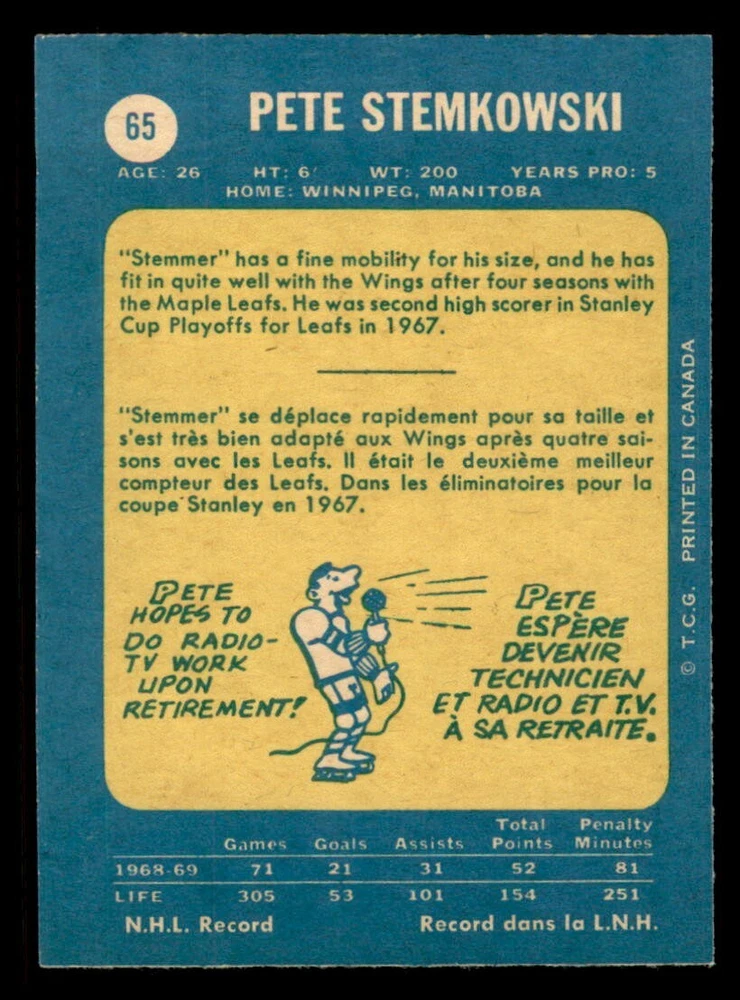 65
PETE STEMKOWSKI
AGE: 26 HT: 6' WT: 200 YEARS PRO: 5
HOME: WINNIPEG, MANITOBA
"Stemmer" has a fine mobility for his size, and he has
fit in quite well with the Wings after four seasons with
the Maple Leafs. He was second high scorer in Stanley
Cup Playoffs for Leafs in 1967.
"Stemmer" se déplace rapidement pour sa taille et
s'est très bien adapté aux Wings après quatre sai-
sons avec les Leafs. Il était le deuxième meilleur
compteur des Leafs. Dans les éliminatoires pour la
coupe Stanley en 1967.
PETE
HOPES TO
DO RADIO-
TV WORK
UPON
RETIREMENT!
PETE
ESPÈRE
DEVENIR
TECHNICIEN
ET RADIO ET T.V.
À SA RETRAITE.
© T.C.G. PRINTED IN CANADA
Games Goals Assists Total Points Penalty Minutes
1968-69 71 21 31 52 81
LIFE 305 53 101 154 251
N.H.L. Record Record dans la L.N.H.